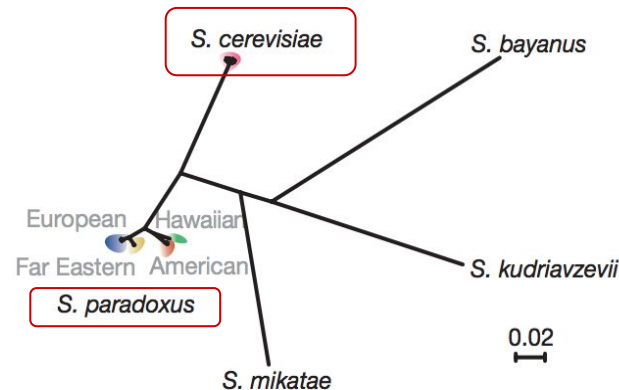 S. cerevisiae
S. bayanus
European
Hawaiian
Far Eastern
American
S. paradoxus
S. kudriavzevii
0.02
S. mikatae